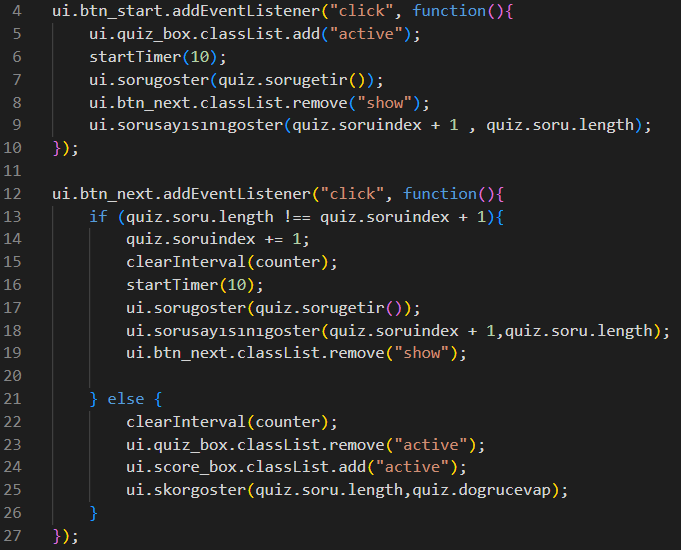 4 ui.btn_start.addEventListener("click", function(){
5 ui.quiz_box.classList.add("active");
6 startTimer(10);
7 ui.sorugoster(quiz.sorugetir());
8 ui.btn_next.classList.remove("show");
9 ui.sorusayısınıgoster(quiz.soruindex + 1 , quiz.soru.length);
10 });
11
12 ui.btn_next.addEventListener("click", function(){
13 if (quiz.soru.length !== quiz.soruindex + 1){
14 quiz.soruindex += 1;
15 clearInterval(counter);
16 startTimer(10);
17 ui.sorugoster(quiz.sorugetir());
18 ui.sorusayısınıgoster(quiz.soruindex + 1,quiz.soru.length);
19 ui.btn_next.classList.remove("show");
20
21 } else {
22 clearInterval(counter);
23 ui.quiz_box.classList.remove("active");
24 ui.score_box.classList.add("active");
25 ui.skorgoster(quiz.soru.length,quiz.dogrucevap);
26 }
27 });